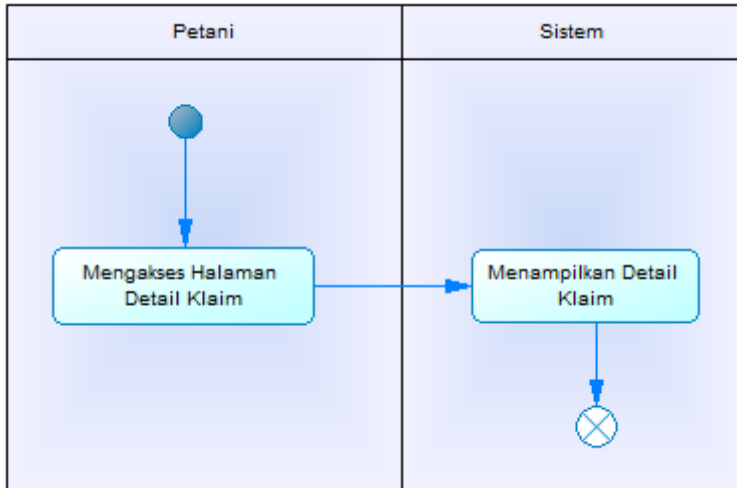 Petani
Sistem
Mengakses Halaman
Detail Klaim
Menampilkan Detail
Klaim